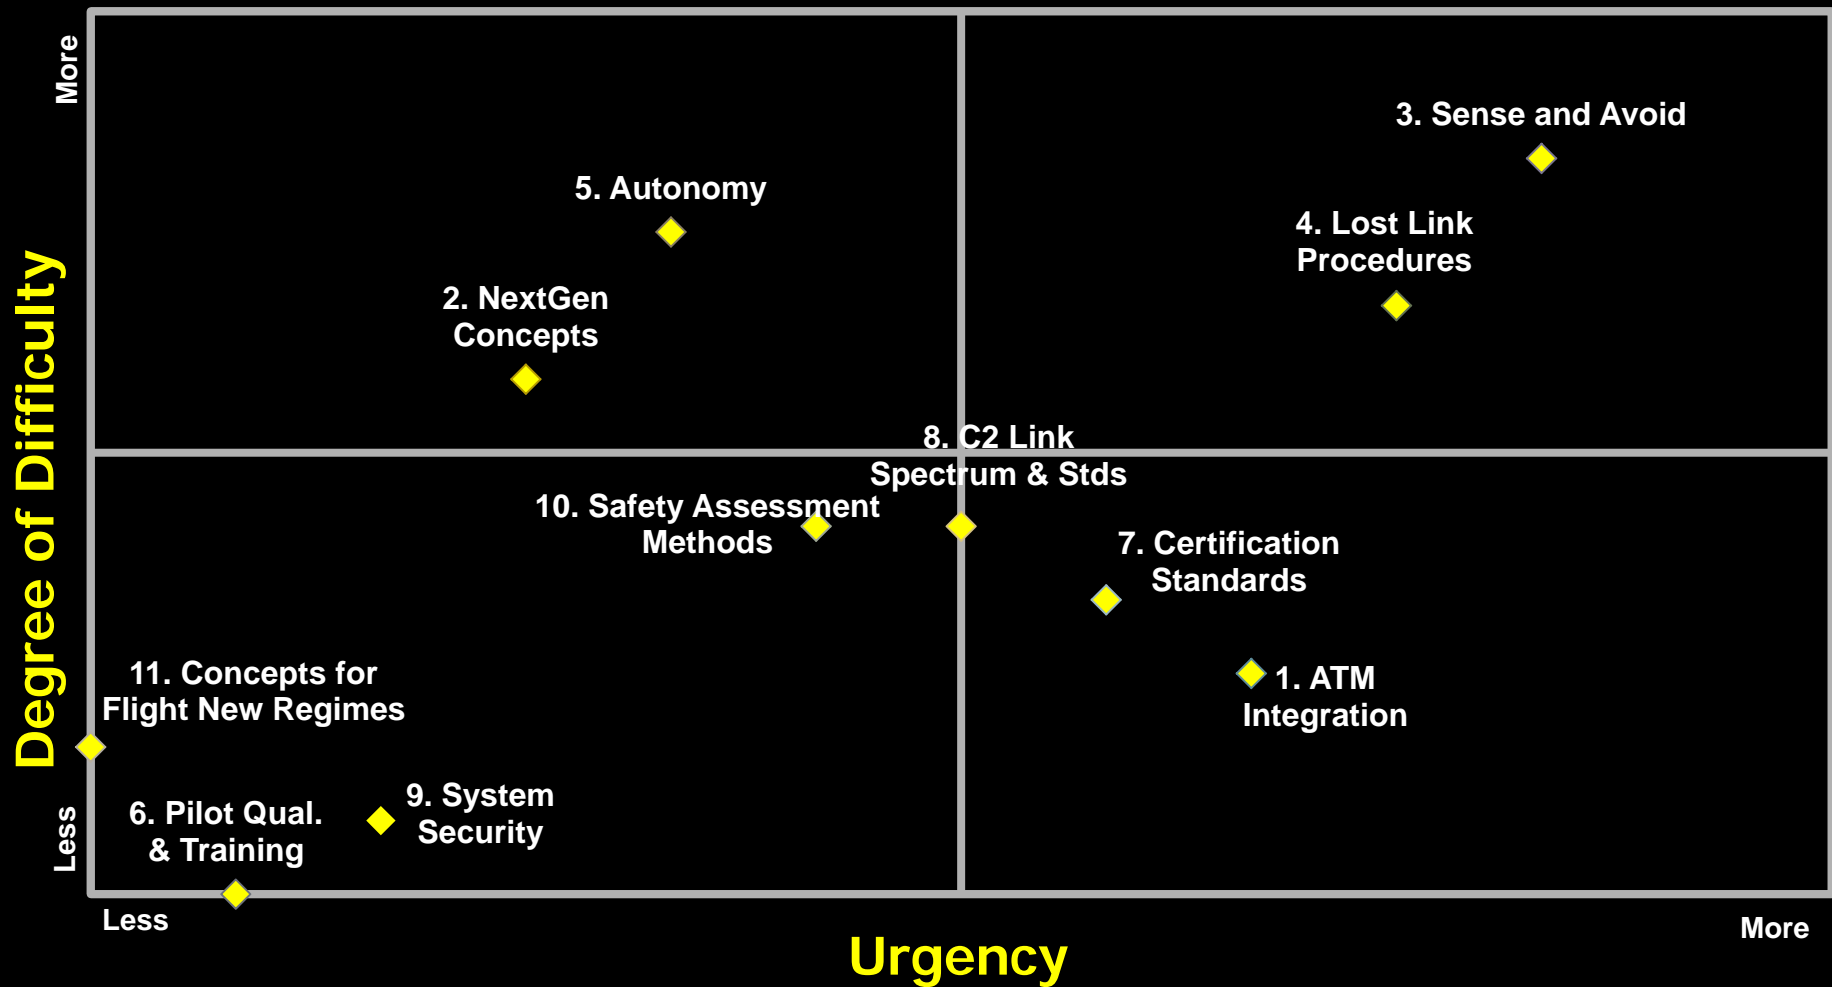 More
3. Sense and Avoid
5. Autonomy
4. Lost Link
Procedures
2. NextGen
Concepts
8. C2 Link
Spectrum & Stds
10. Safety Assessment
Methods
7. Certification
Standards
11. Concepts for
Flight New Regimes
1. ATM
Integration
9. System
Security
6. Pilot Qual.
& Training
Degree of Difficulty
Less
Less
More
Urgency